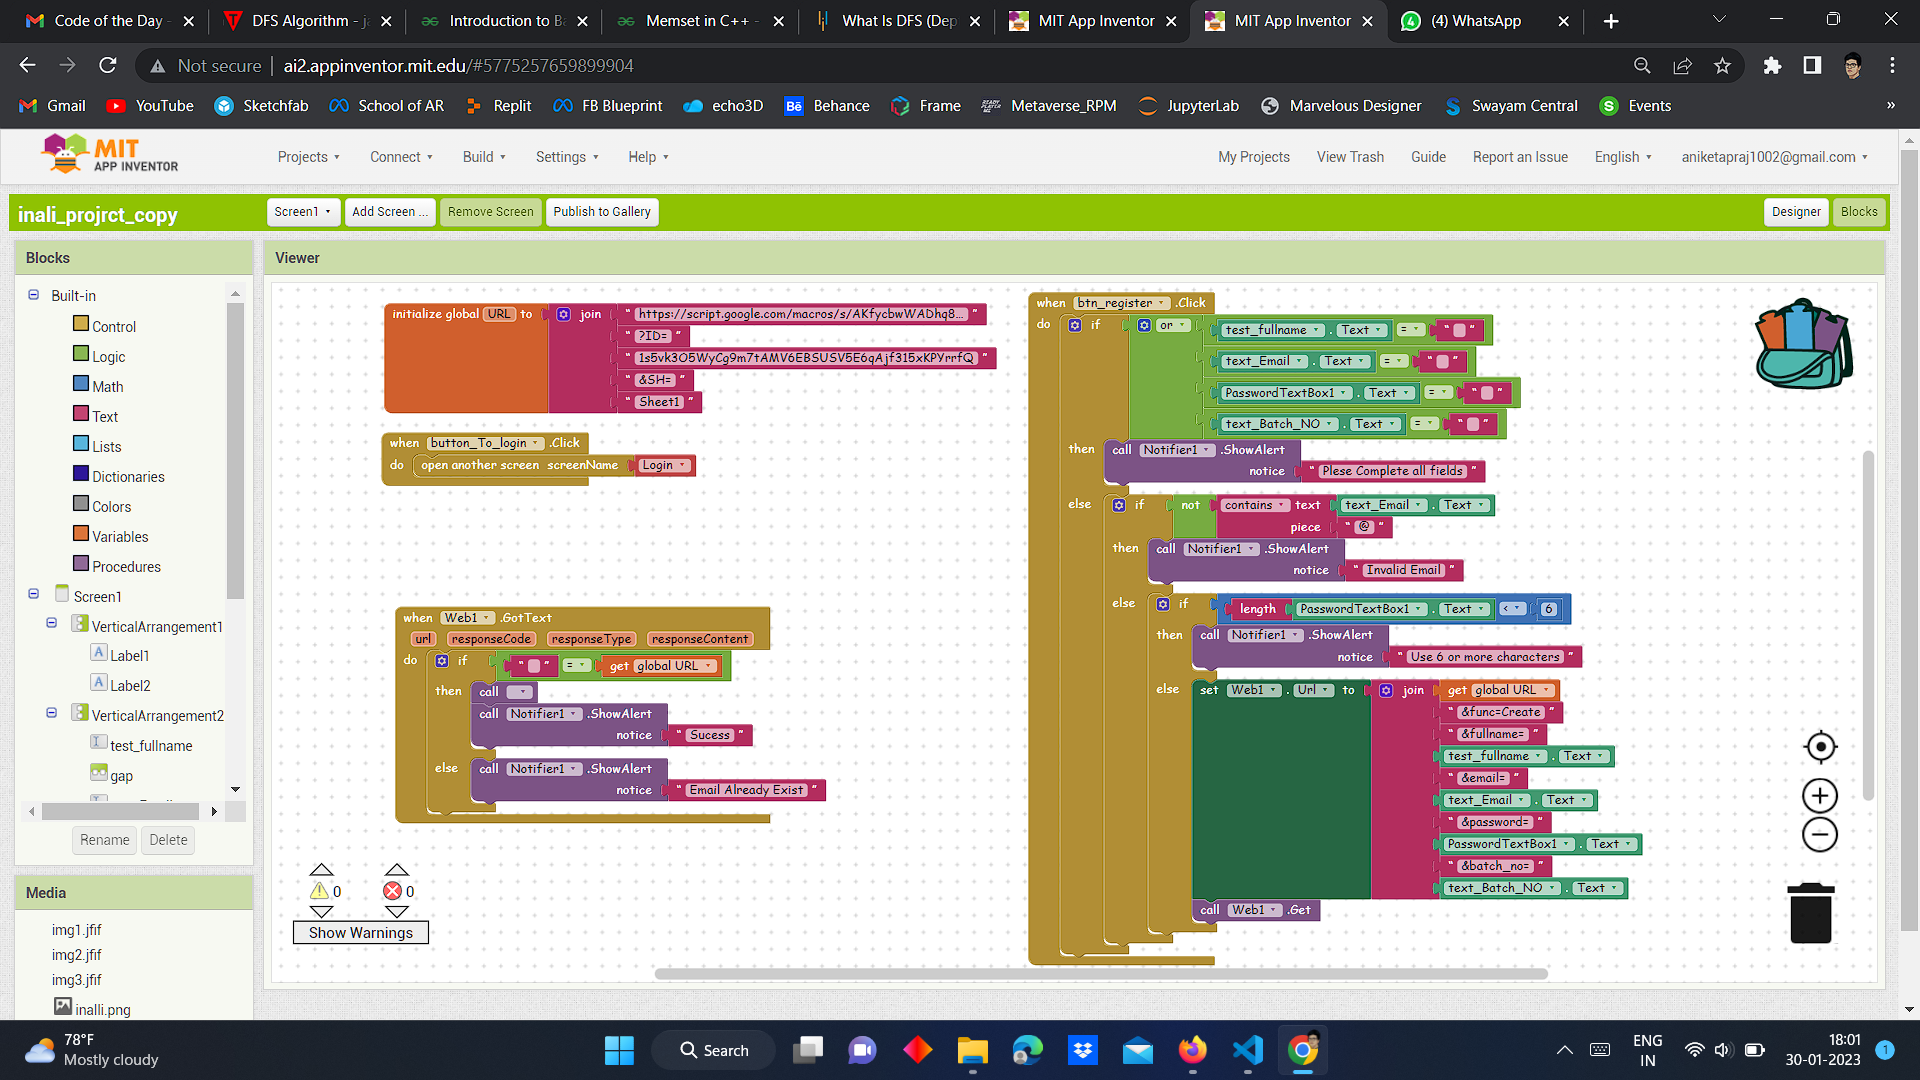 Code of the Day -
DFS Algorithm - ja
Introduction to Ba
Memset in C++ -
What Is DFS (Dep
MIT App Inventor
MIT App Inventor
(4) WhatsApp
Not secure | ai2.appinventor.mit.edu/#5775257659899904
Gmail YouTube Sketchfab School of AR Replit FB Blueprint echo3D Behance Frame Metaverse_RPM JupyterLab Marvelous Designer Swayam Central Events »
MIT
APP INVENTOR
Projects Connect Build Settings Help My Projects View Trash Guide Report an Issue English aniketapraj1002@gmail.com
inali_projrct_copy
Screen1 Add Screen ... Remove Screen Publish to Gallery Designer Blocks
Blocks
Built-in
Control
Logic
Math
Text
Lists
Dictionaries
Colors
Variables
Procedures
Screen1
VerticalArrangement1
Label1
Label2
VerticalArrangement2
test_fullname
gap
Rename Delete
Media
img1.jfif
img2.jfif
img3.jfif
inalli.png
Viewer
initialize global URL to join " https://script.google.com/macros/s/AKfycbwWADhq8... "
" ?ID= "
" 1s5vk3O5WyCg9m7tAMV6EBSUSV5E6qAjf315xKPYrrfQ "
" &SH= "
" Sheet1 "
when button_To_login .Click
do open another screen screenName Login
when Web1 .GotText
url responseCode responseType responseContent
do if " " = get global URL
then call
call Notifier1 .ShowAlert
notice " Sucess "
else call Notifier1 .ShowAlert
notice " Email Already Exist "
0 0
Show Warnings
when btn_register .Click
do if or test_fullname . Text = " "
text_Email . Text = " "
PasswordTextBox1 . Text = " "
text_Batch_NO . Text = " "
then call Notifier1 .ShowAlert
notice " Plese Complete all fields "
else if not contains text text_Email . Text
piece " @ "
then call Notifier1 .ShowAlert
notice " Invalid Email "
else if length PasswordTextBox1 . Text < 6
then call Notifier1 .ShowAlert
notice " Use 6 or more characters "
else set Web1 . Url to join get global URL
" &func=Create "
" &fullname= "
test_fullname . Text
" &email= "
text_Email . Text
" &password= "
PasswordTextBox1 . Text
" &batch_no= "
text_Batch_NO . Text
call Web1 .Get
78°F
Mostly cloudy
Search
ENG
IN
18:01
30-01-2023
1